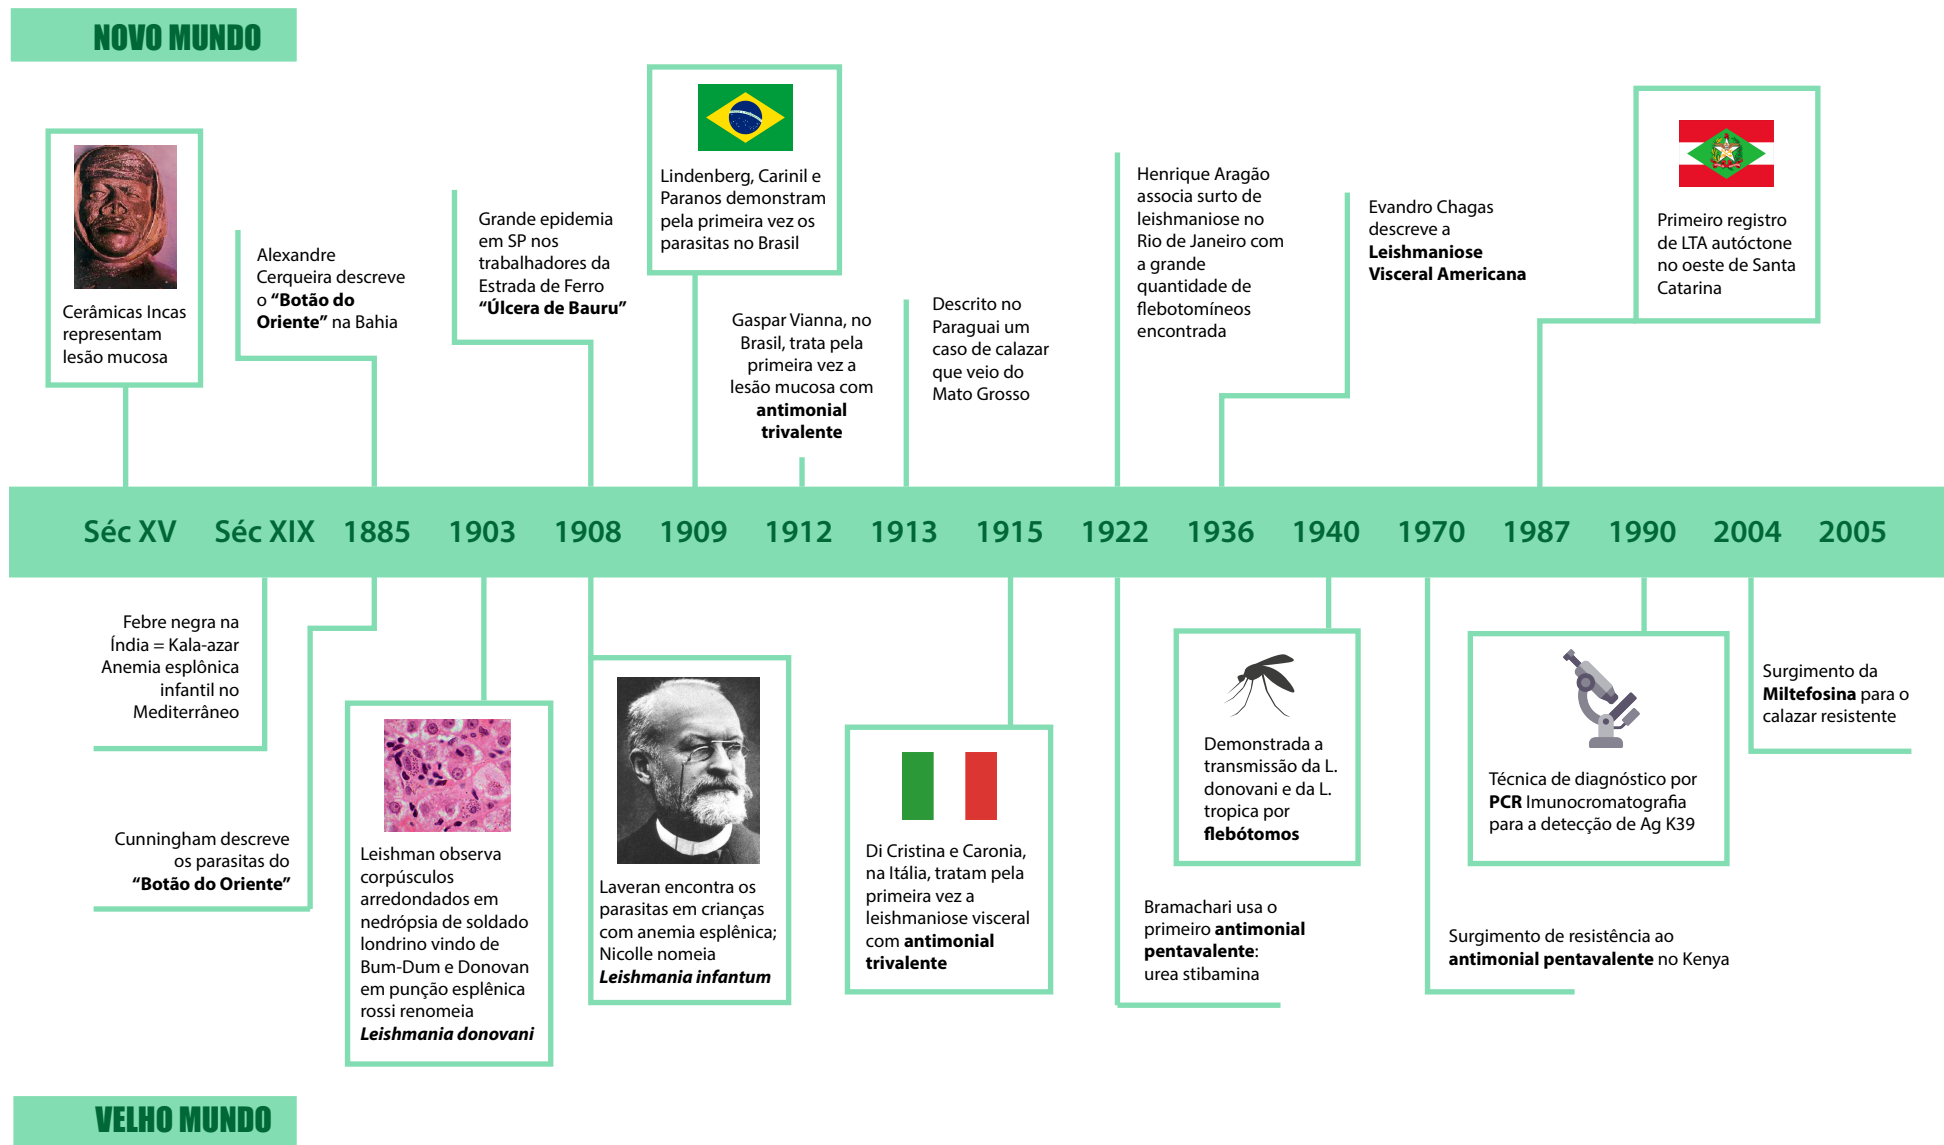 NOVO MUNDO
Cerâmicas Incas
representam
lesão mucosa
Alexandre
Cerqueira descreve
o “Botão do
Oriente” na Bahia
Grande epidemia
em SP nos
trabalhadores da
Estrada de Ferro
“Úlcera de Bauru”
Lindenberg, Carinil e
Paranos demonstram
pela primeira vez os
parasitas no Brasil
Gaspar Vianna, no
Brasil, trata pela
primeira vez a
lesão mucosa com
antimonial
trivalente
Descrito no
Paraguai um
caso de calazar
que veio do
Mato Grosso
Henrique Aragão
associa surto de
leishmaniose no
Rio de Janeiro com
a grande
quantidade de
flebotomíneos
encontrada
Evandro Chagas
descreve a
Leishmaniose
Visceral Americana
Primeiro registro
de LTA autóctone
no oeste de Santa
Catarina
Séc XV Séc XIX 1885 1903 1908 1909 1912 1913 1915 1922 1936 1940 1970 1987 1990 2004 2005
Febre negra na
Índia = Kala-azar
Anemia esplônica
infantil no
Mediterrâneo
Cunningham descreve
os parasitas do
“Botão do Oriente”
Leishman observa
corpúsculos
arredondados em
nedrópsia de soldado
londrino vindo de
Bum-Dum e Donovan
em punção esplênica
rossi renomeia
Leishmania donovani
Laveran encontra os
parasitas em crianças
com anemia esplênica;
Nicolle nomeia
Leishmania infantum
Di Cristina e Caronia,
na Itália, tratam pela
primeira vez a
leishmaniose visceral
com antimonial
trivalente
Demonstrada a
transmissão da L.
donovani e da L.
tropica por
flebótomos
Bramachari usa o
primeiro antimonial
pentavalente:
urea stibamina
Técnica de diagnóstico por
PCR Imunocromatografia
para a detecção de Ag K39
Surgimento de resistência ao
antimonial pentavalente no Kenya
Surgimento da
Miltefosina para o
calazar resistente
VELHO MUNDO